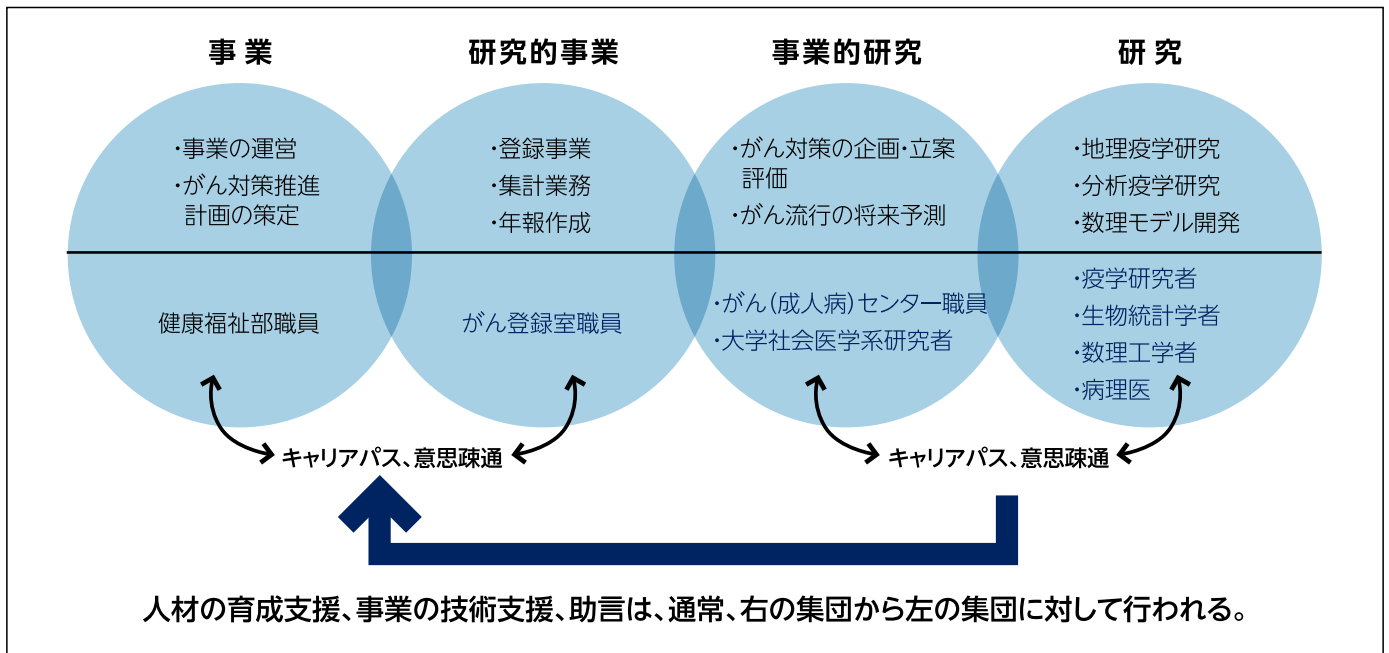 事業
研究的事業
事業的研究
研究
・事業の運営
・がん対策推進
計画の策定
・登録事業
・集計業務
・年報作成
・がん対策の企画・立案
評価
・がん流行の将来予測
・地理疫学研究
・分析疫学研究
・数理モデル開発
健康福祉部職員
がん登録室職員
・がん（成人病）センター職員
・大学社会医学系研究者
・疫学研究者
・生物統計学者
・数理工学者
・病理医
キャリアパス、意思疎通
キャリアパス、意思疎通
人材の育成支援、事業の技術支援、助言は、通常、右の集団から左の集団に対して行われる。